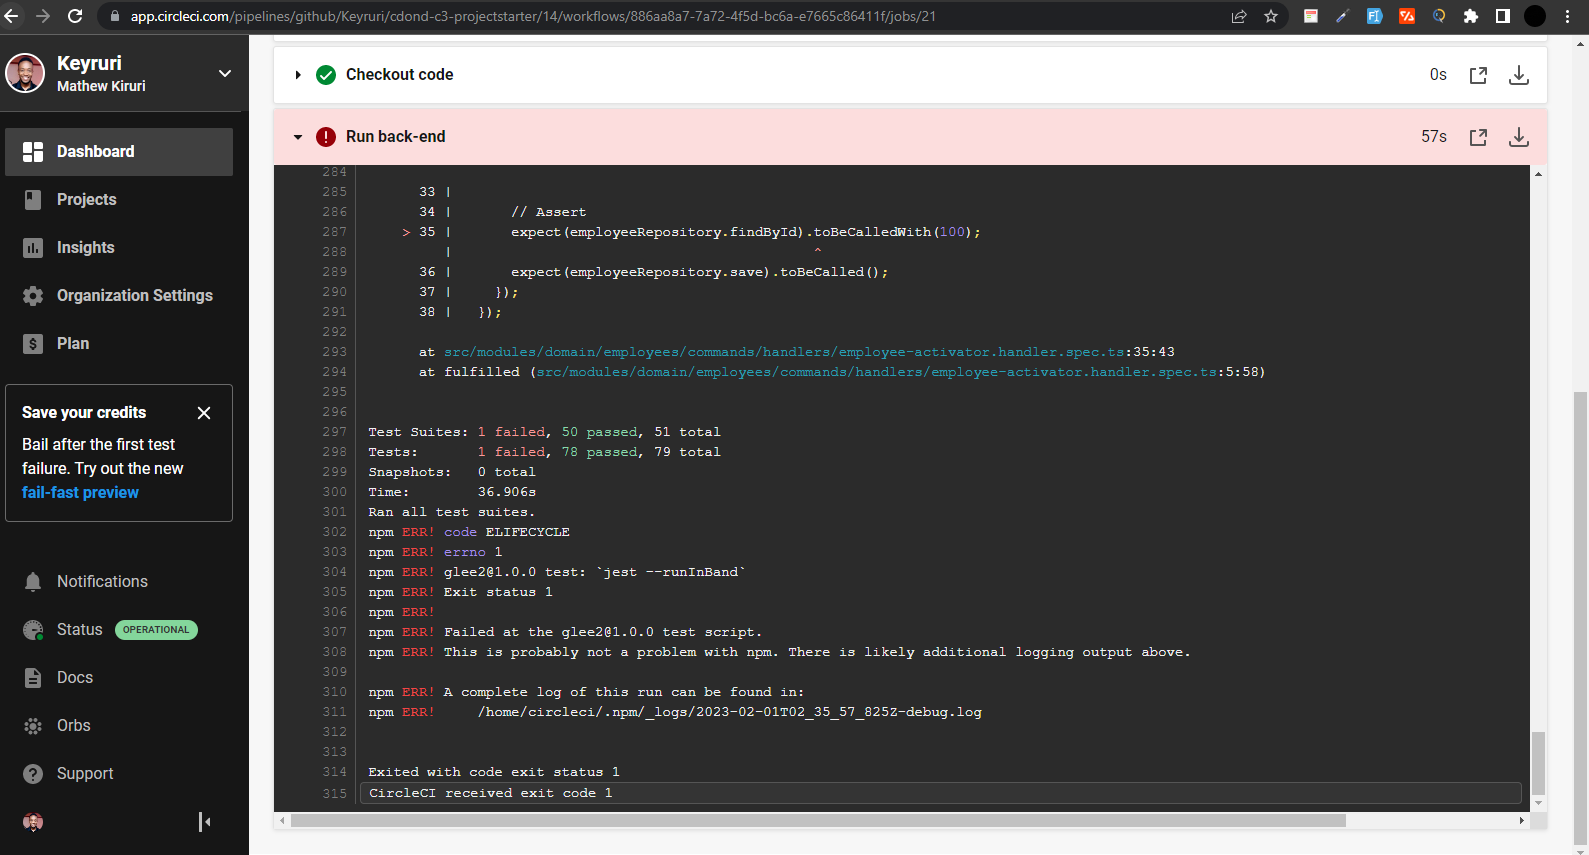 app.circleci.com/pipelines/github/Keyruri/cdond-c3-projectstarter/14/workflows/886aa8a7-7a72-4f5d-bc6a-e7665c86411f/jobs/21
Keyruri
Mathew Kiruri
Dashboard
Projects
Insights
Organization Settings
Plan
Save your credits
Bail after the first test
failure. Try out the new
fail-fast preview
Notifications
Status OPERATIONAL
Docs
Orbs
Support
Checkout code 0s
Run back-end 57s
284
285 33 |
286 34 | // Assert
287 > 35 | expect(employeeRepository.findById).toBeCalledWith(100);
288 | ^
289 36 | expect(employeeRepository.save).toBeCalled();
290 37 | });
291 38 | });
292
293 at src/modules/domain/employees/commands/handlers/employee-activator.handler.spec.ts:35:43
294 at fulfilled (src/modules/domain/employees/commands/handlers/employee-activator.handler.spec.ts:5:58)
295
296
297 Test Suites: 1 failed, 50 passed, 51 total
298 Tests: 1 failed, 78 passed, 79 total
299 Snapshots: 0 total
300 Time: 36.906s
301 Ran all test suites.
302 npm ERR! code ELIFECYCLE
303 npm ERR! errno 1
304 npm ERR! glee2@1.0.0 test: `jest --runInBand`
305 npm ERR! Exit status 1
306 npm ERR!
307 npm ERR! Failed at the glee2@1.0.0 test script.
308 npm ERR! This is probably not a problem with npm. There is likely additional logging output above.
309
310 npm ERR! A complete log of this run can be found in:
311 npm ERR! /home/circleci/.npm/_logs/2023-02-01T02_35_57_825Z-debug.log
312
313
314 Exited with code exit status 1
315 CircleCI received exit code 1